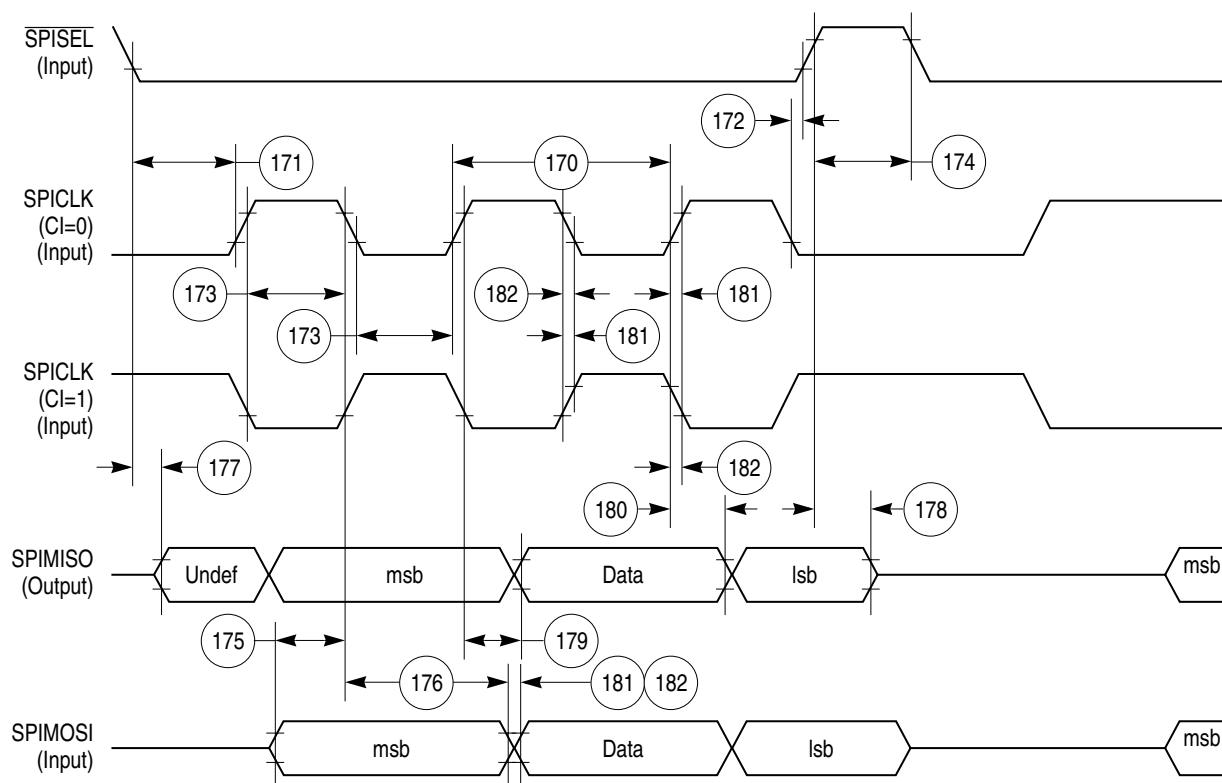 SPISEL
(Input)
172
171
170
174
SPICLK
(CI=0)
(Input)
173
182
181
173
181
SPICLK
(CI=1)
(Input)
177
182
180
178
SPIMISO
(Output)
Undef
msb
Data
lsb
msb
175
179
176
181
182
SPIMOSI
(Input)
msb
Data
lsb
msb